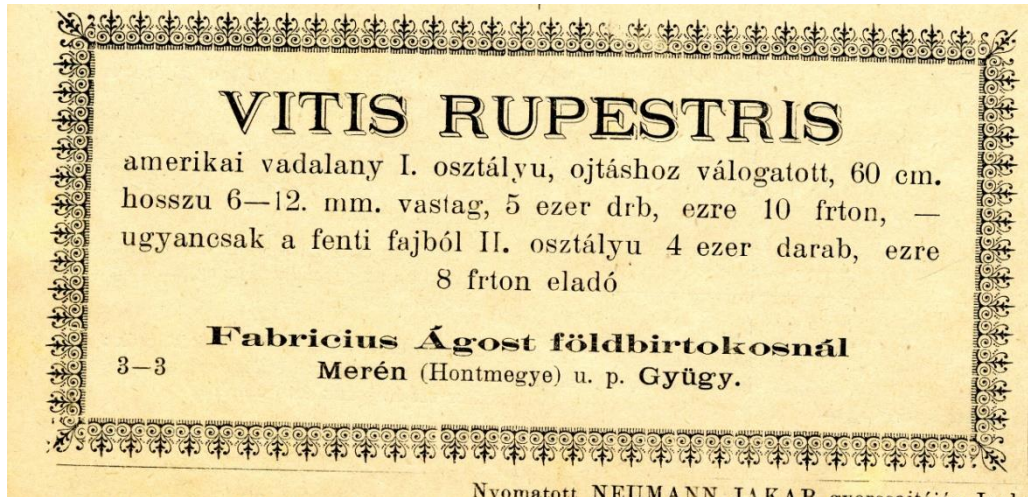 VITIS RUPESTRIS
amerikai vadalany I. osztályu, ojtáshoz válogatott, 60 cm.
hosszu 6—12. mm. vastag, 5 ezer drb, ezre 10 frton, —
ugyancsak a fenti fajból II. osztályu 4 ezer darab, ezre
8 frton eladó
Fabricius Ágost földbirtokosnál
3—3 Merén (Hontmegye) u. p. Gyügy.
Nyomatott NEUMANN JAKAB